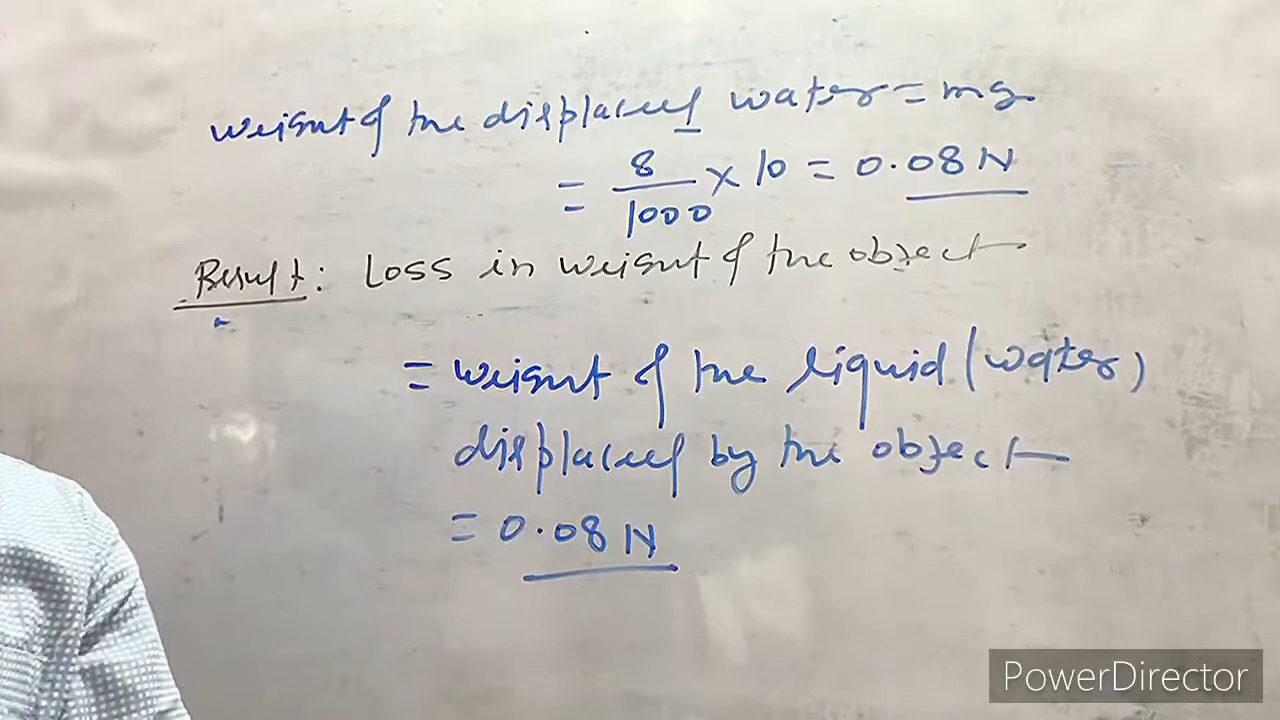 weight of the displaced water = mg
= 8/1000 × 10 = 0.08 N
Result: Loss in weight of the object
= weight of the liquid (water)
displaced by the object
= 0.08 N
PowerDirector